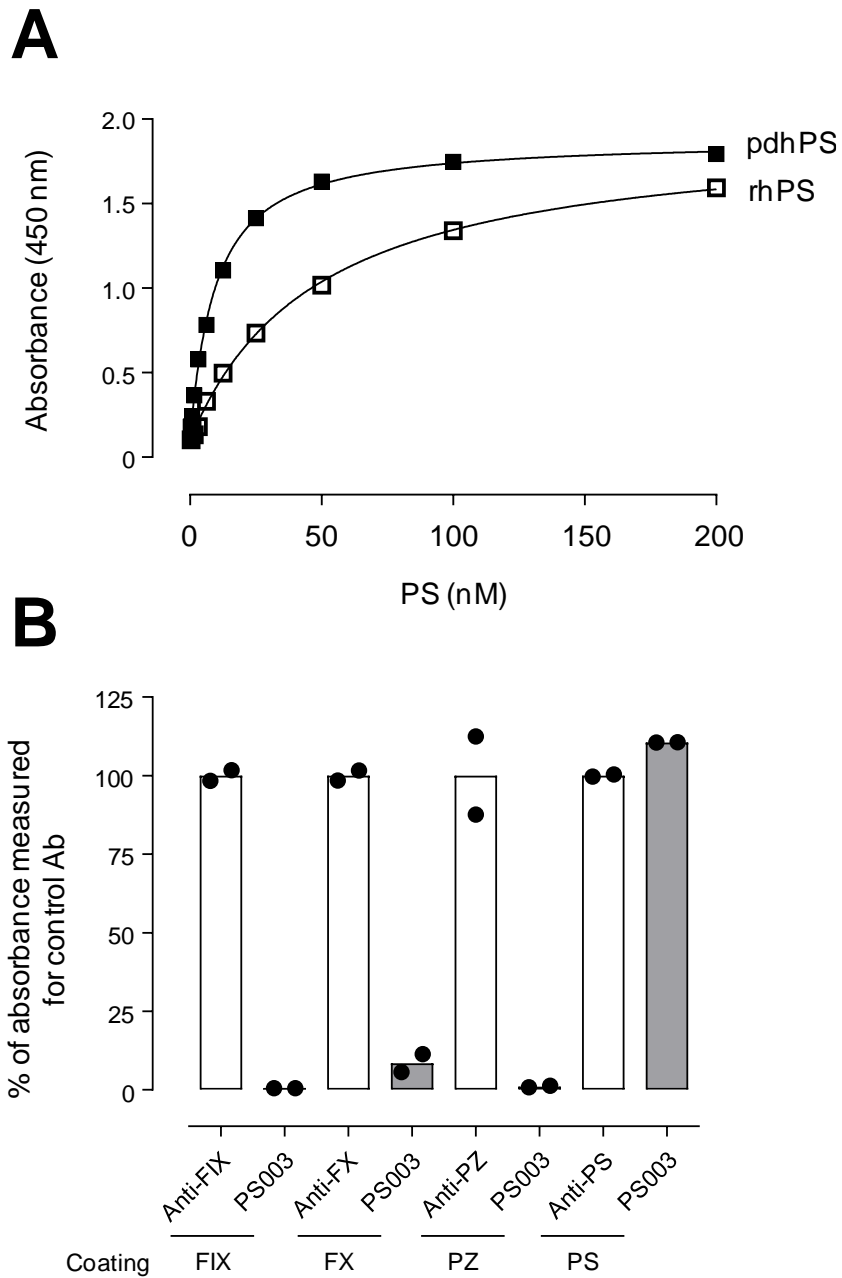 A
2.0
1.5
1.0
0.5
0
Absorbance (450 nm)
pdhPS
rhPS
0 50 100 150 200
PS (nM)
B
125
100
75
50
25
0
% of absorbance measured
for control Ab
Anti-FIX PS003 Anti-FX PS003 Anti-PZ PS003 Anti-PS PS003
Coating FIX FX PZ PS